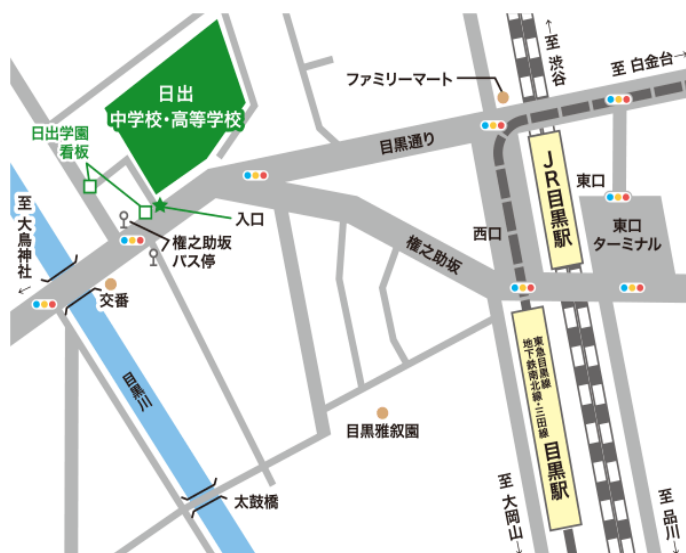 至 渋谷
至 白金台
ファミリーマート
日出
中学校・高等学校
日出学園
看板
目黒通り
JR目黒駅
東口
入口
西口
東口
ターミナル
至 大鳥神社
権之助坂
バス停
権之助坂
交番
東急目黒線
地下鉄南北線・三田線
目黒駅
目黒川
目黒雅叙園
太鼓橋
至 大岡山
至 品川